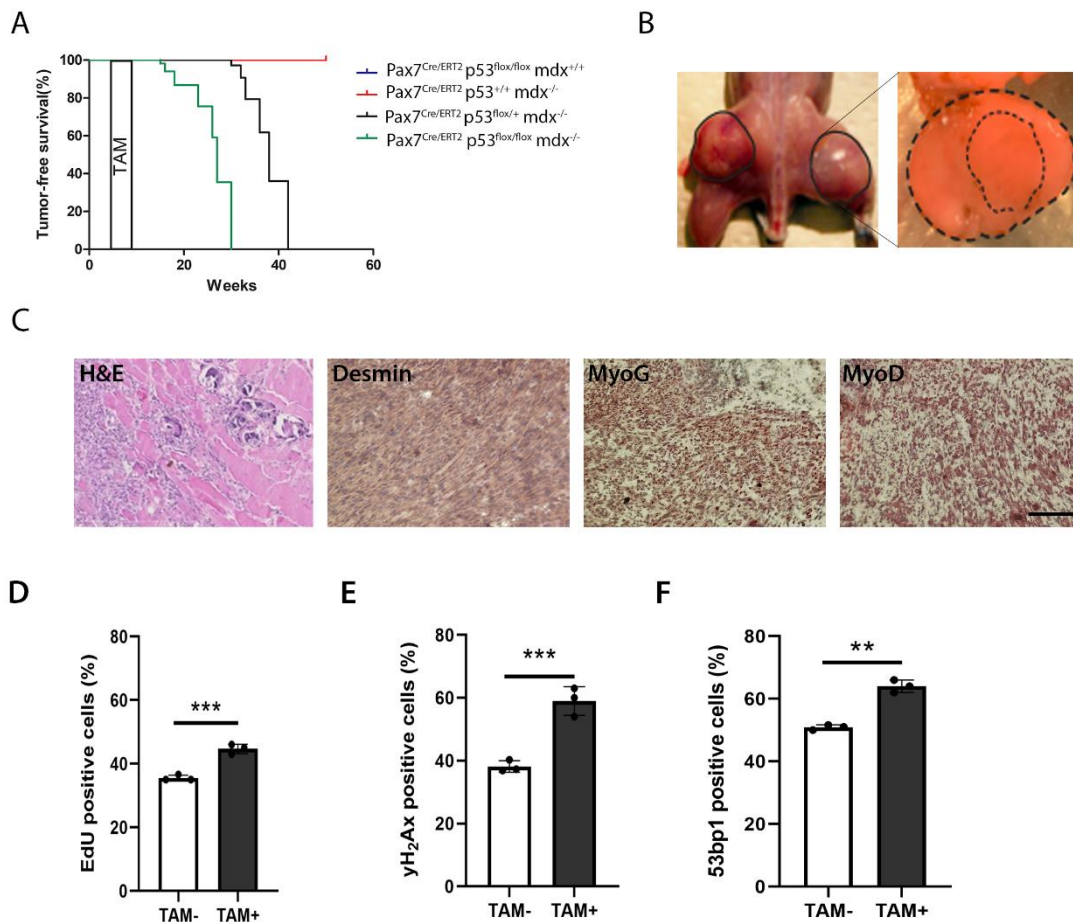 A
Tumor-free survival(%)
100
80
60
40
20
0
TAM
0 20 40 60
Weeks
Pax7Cre/ERT2 p53flox/flox mdx+/+
Pax7Cre/ERT2 p53+/+ mdx-/-
Pax7Cre/ERT2 p53flox/+ mdx-/-
Pax7Cre/ERT2 p53flox/flox mdx-/-
B
C
H&E Desmin MyoG MyoD
D
EdU positive cells (%)
80
60
40
20
0
***
TAM- TAM+
E
yH2Ax positive cells (%)
80
60
40
20
0
***
TAM- TAM+
F
53bp1 positive cells (%)
80
60
40
20
0
**
TAM- TAM+